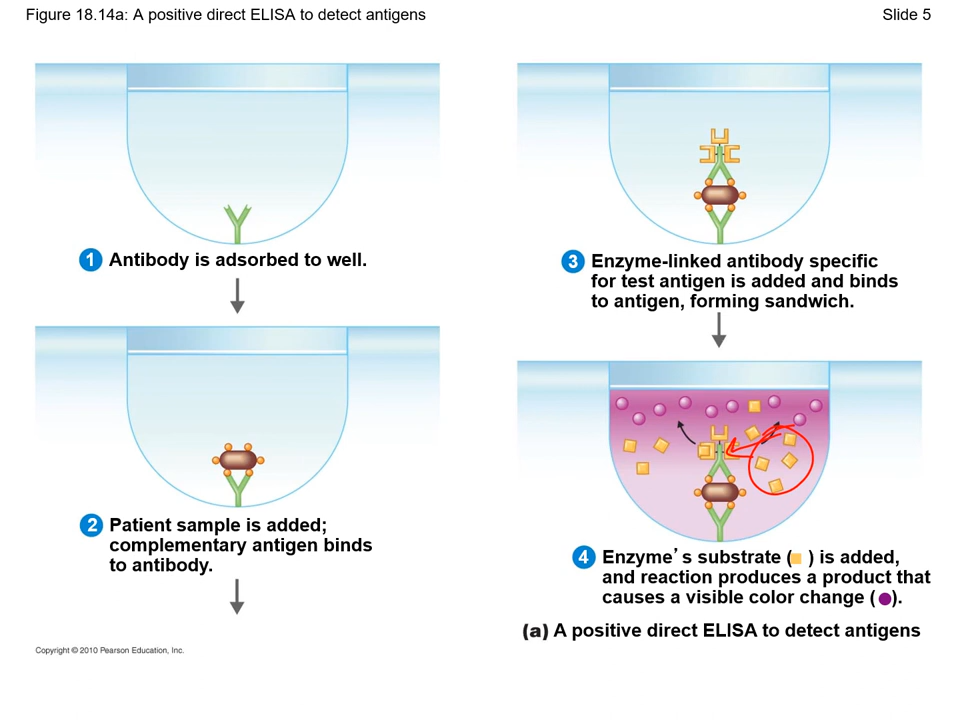 Figure 18.14a: A positive direct ELISA to detect antigens
Slide 5
1 Antibody is adsorbed to well.
2 Patient sample is added;
complementary antigen binds
to antibody.
3 Enzyme-linked antibody specific
for test antigen is added and binds
to antigen, forming sandwich.
4 Enzyme’s substrate ( ) is added,
and reaction produces a product that
causes a visible color change ( ).
(a) A positive direct ELISA to detect antigens
Copyright © 2010 Pearson Education, Inc.